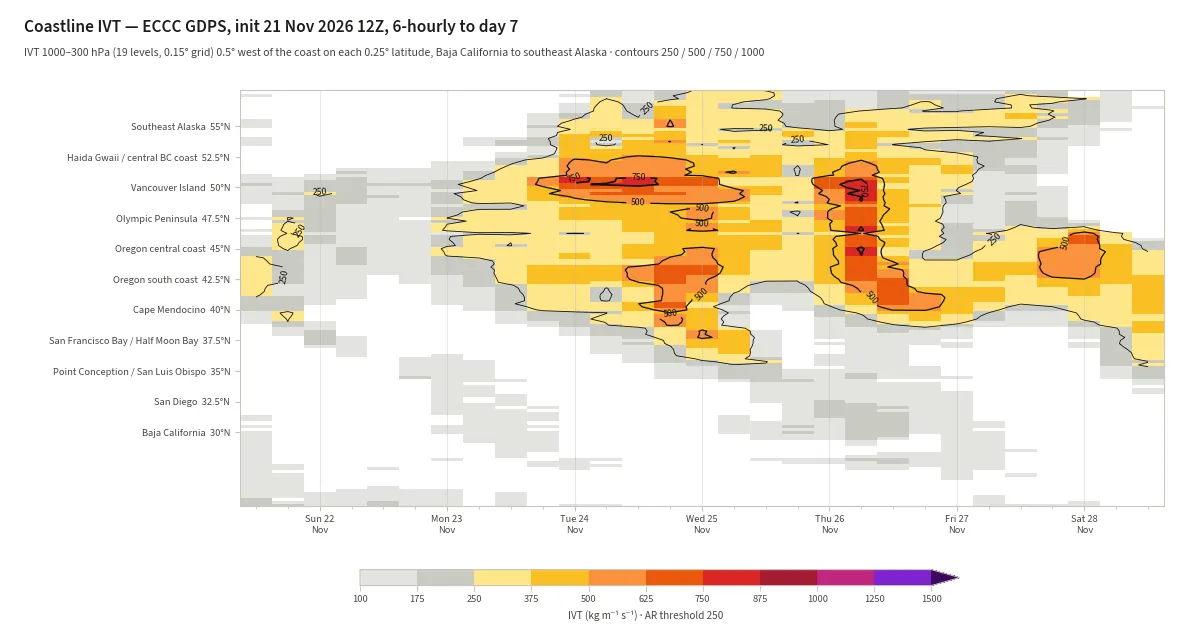 Coastline IVT — ECCC GDPS, init 21 Nov 2026 12Z, 6-hourly to day 7
IVT 1000–300 hPa (19 levels, 0.15° grid) 0.5° west of the coast on each 0.25° latitude, Baja California to southeast Alaska · contours 250 / 500 / 750 / 1000
250
250
250
250
Southeast Alaska 55°N
Haida Gwaii / central BC coast 52.5°N
750
750
750
Vancouver Island 50°N
250
500
500
Olympic Peninsula 47.5°N
500
250
250
500
Oregon central coast 45°N
250
Oregon south coast 42.5°N
500
500
Cape Mendocino 40°N
500
San Francisco Bay / Half Moon Bay 37.5°N
Point Conception / San Luis Obispo 35°N
San Diego 32.5°N
Baja California 30°N
Sun 22 Mon 23 Tue 24 Wed 25 Thu 26 Fri 27 Sat 28
Nov Nov Nov Nov Nov Nov Nov
100 175 250 375 500 625 750 875 1000 1250 1500
IVT (kg m⁻¹ s⁻¹) · AR threshold 250